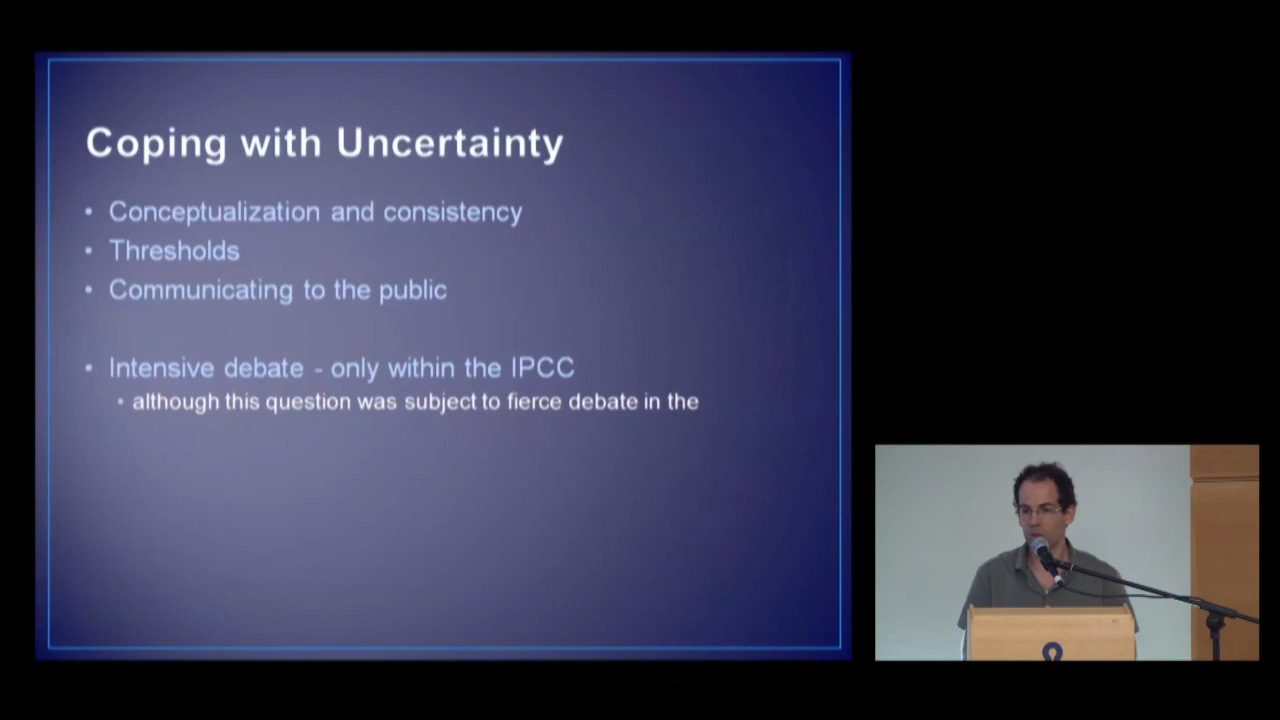 Coping with Uncertainty
• Conceptualization and consistency
• Thresholds
• Communicating to the public
• Intensive debate - only within the IPCC
• although this question was subject to fierce debate in the